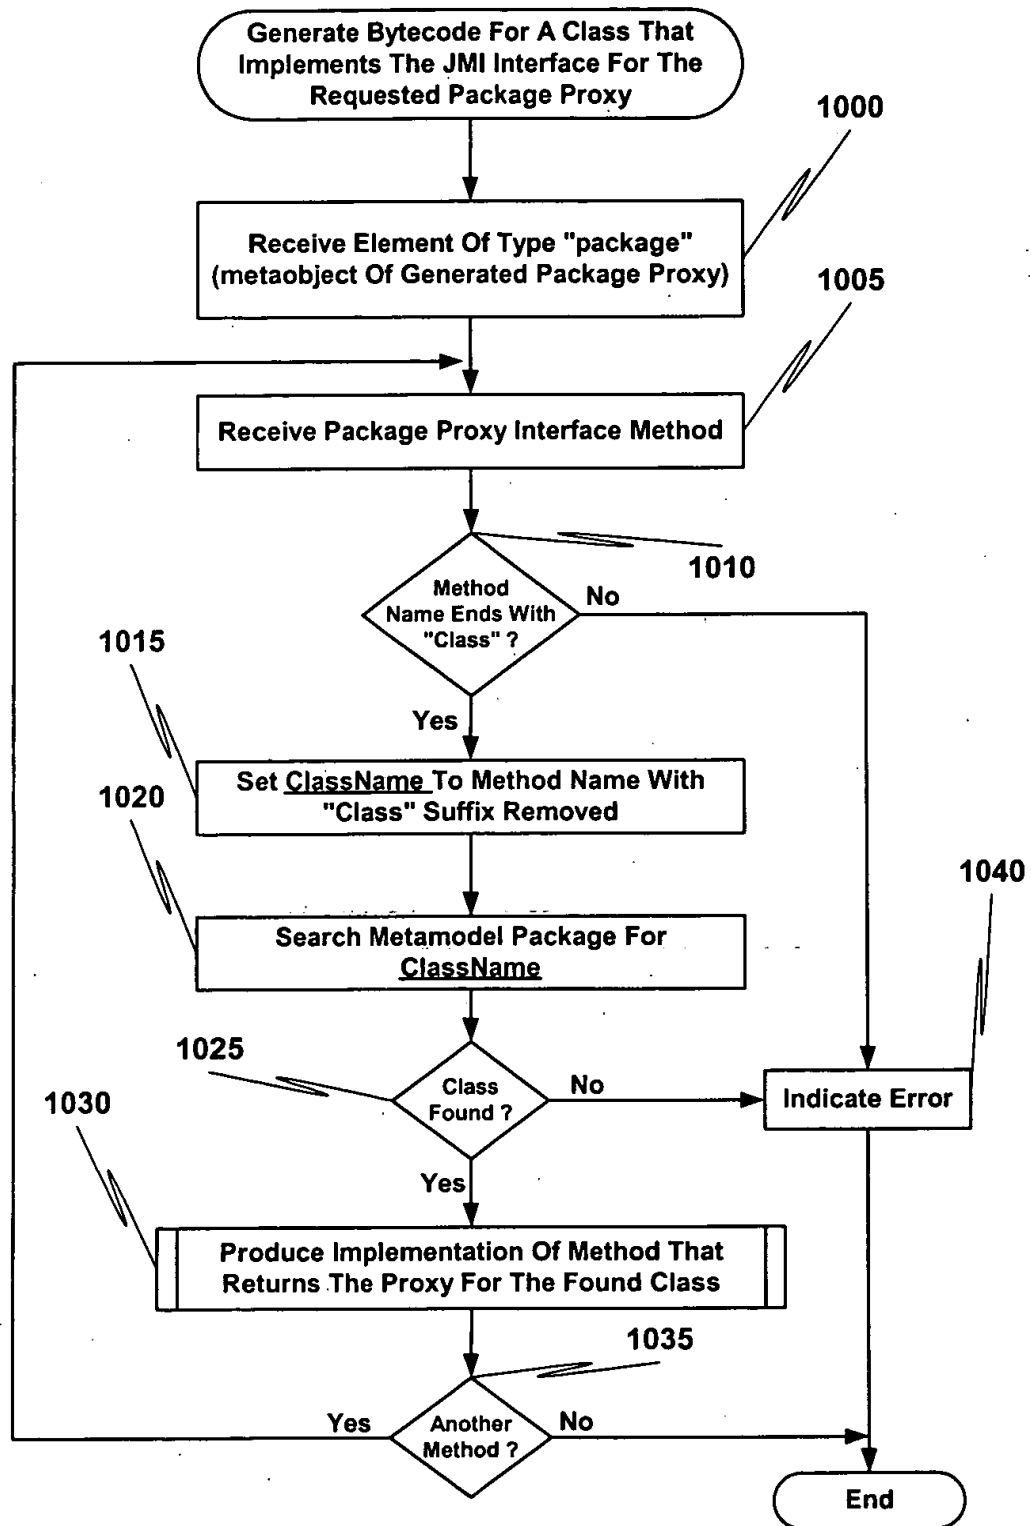 Generate Bytecode For A Class That
Implements The JMI Interface For The
Requested Package Proxy
1000
Receive Element Of Type "package"
(metaobject Of Generated Package Proxy)
1005
Receive Package Proxy Interface Method
1010
Method
Name Ends With
"Class" ?
No
1015
Yes
Set ClassName To Method Name With
"Class" Suffix Removed
1020
1040
Search Metamodel Package For
ClassName
1025
Class
Found ?
No
Indicate Error
1030
Yes
Produce Implementation Of Method That
Returns The Proxy For The Found Class
1035
Yes
Another
Method ?
No
End